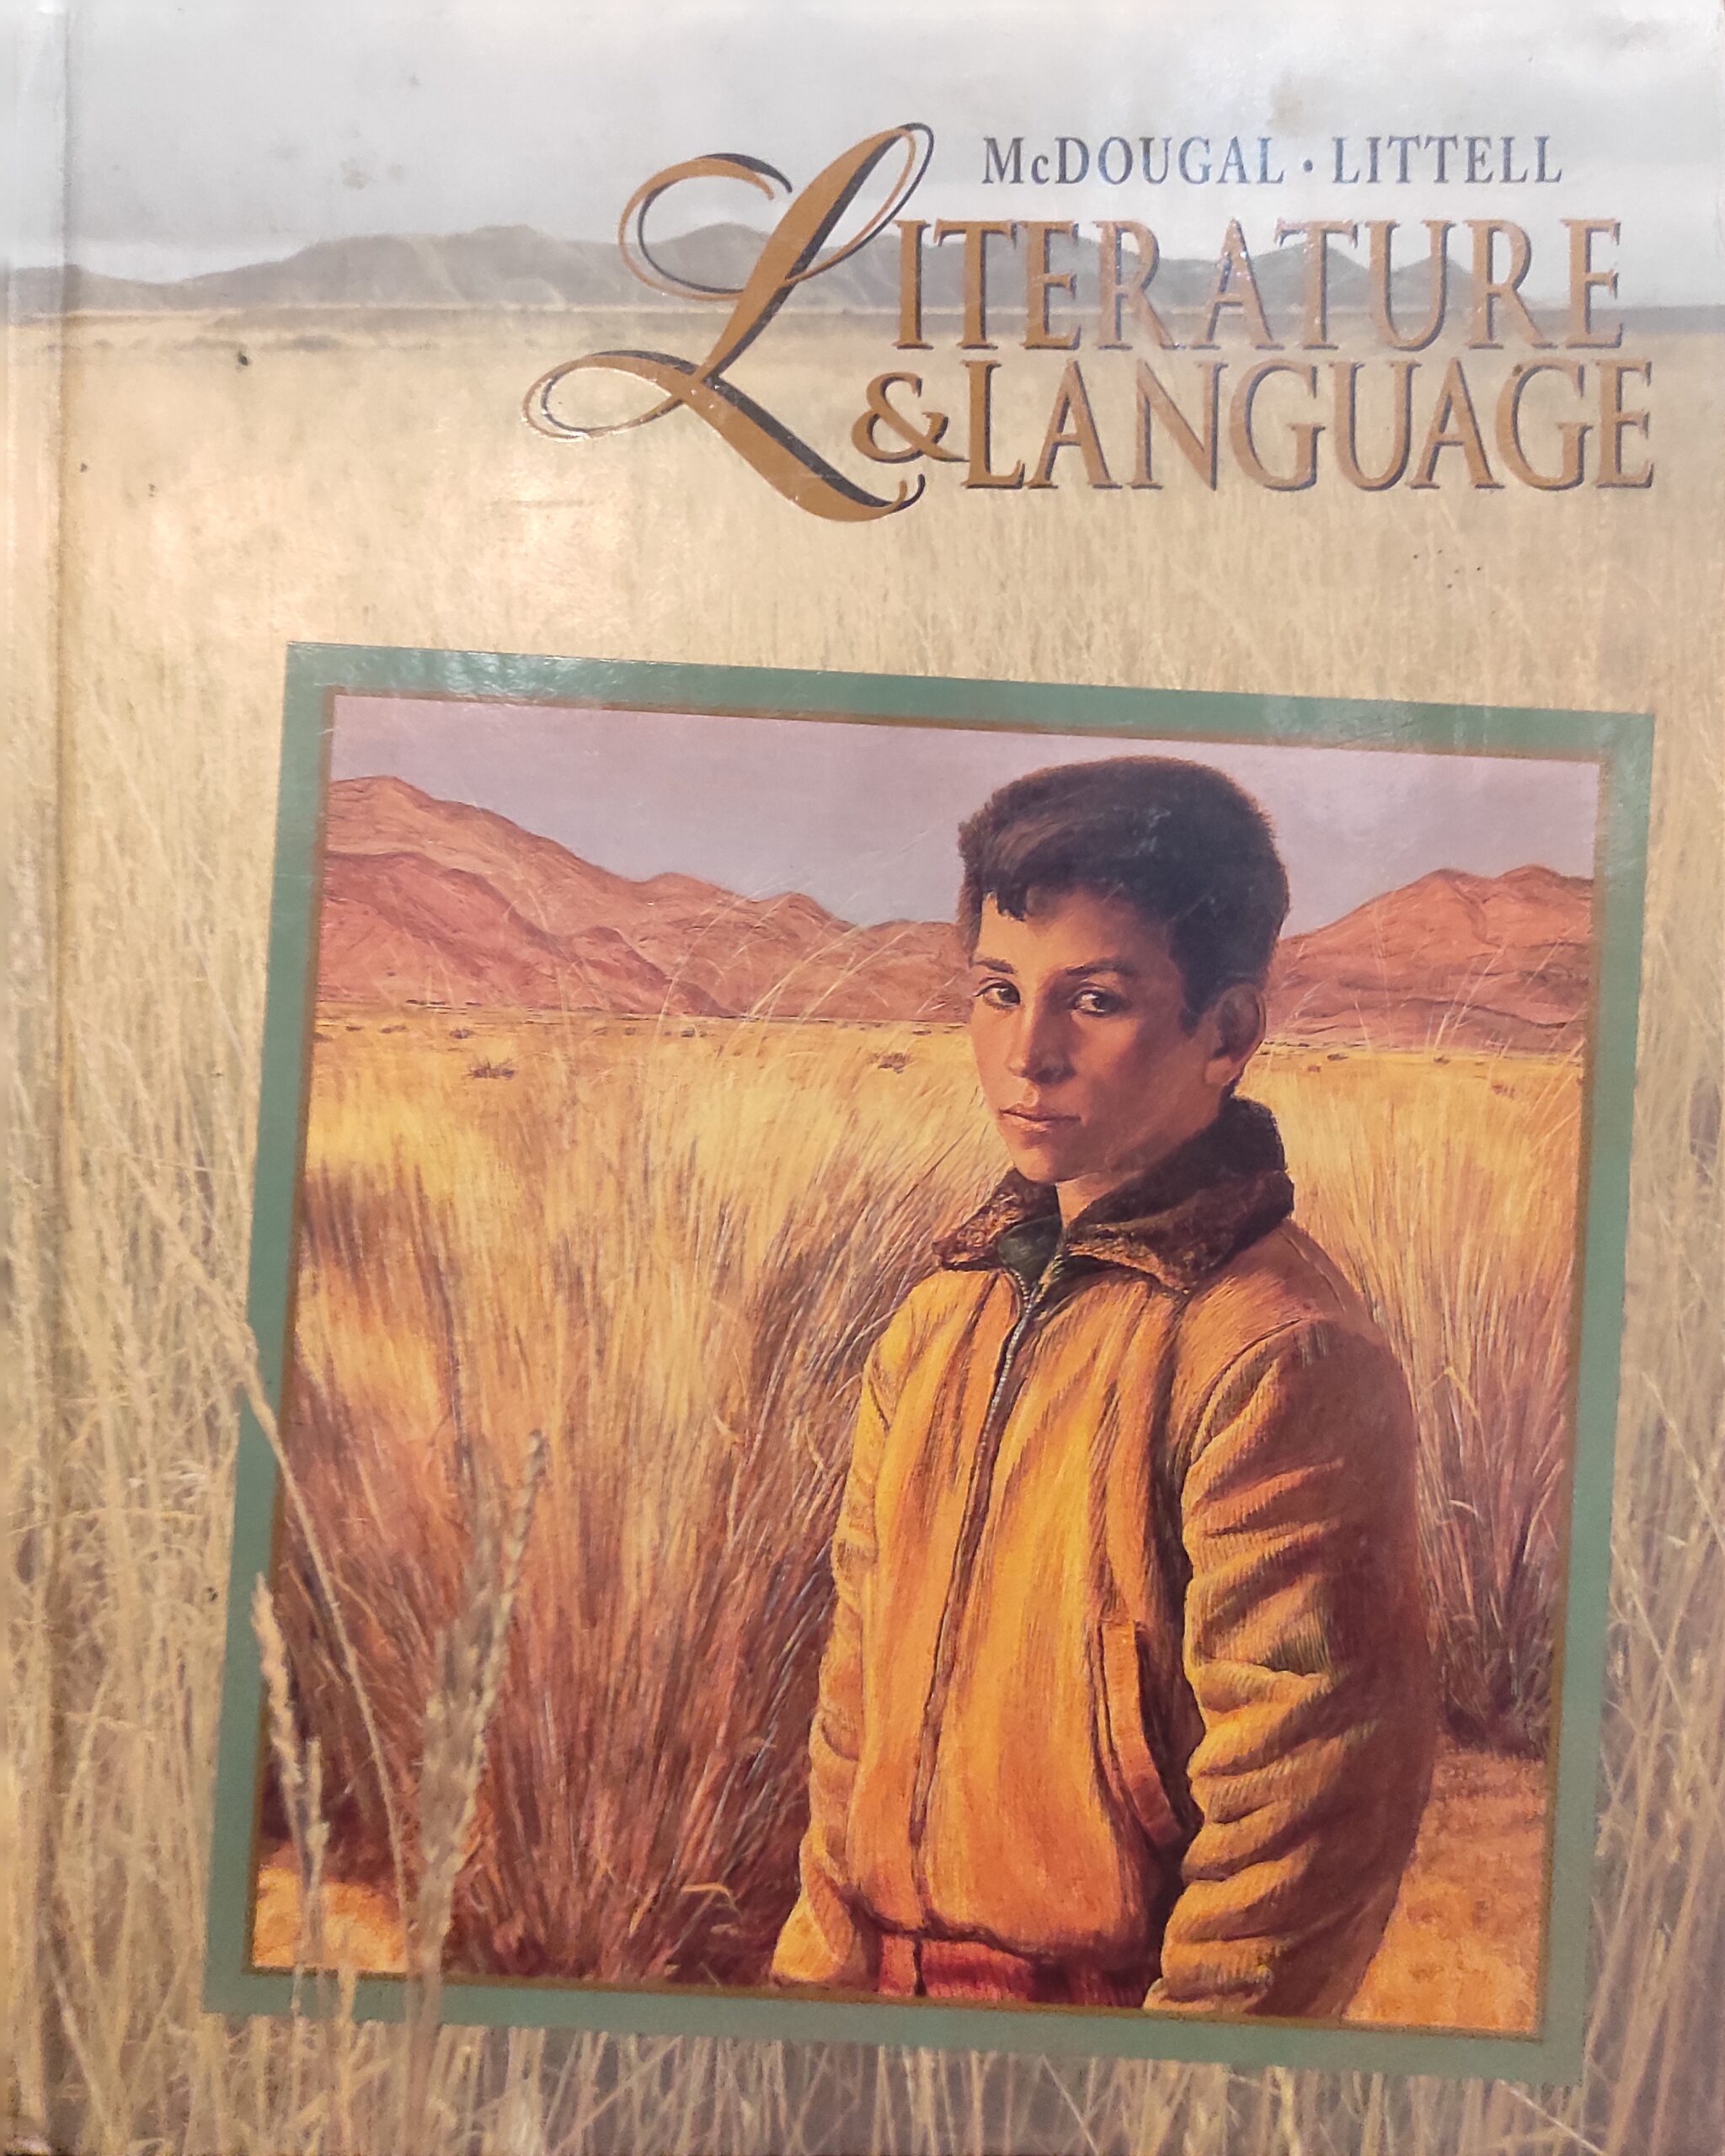 McDOUGAL · LITTELL
LITERATURE
& LANGUAGE